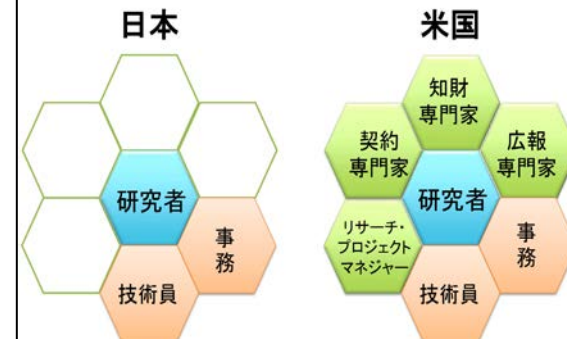 日本
研究者
事
務
技術員
米国
知財
専門家
契約
専門家
広報
専門家
研究者
リサーチ・
プロジェクト
マネジャー
事
務
技術員